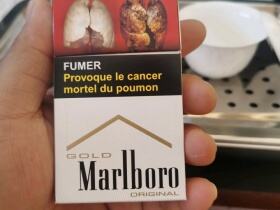 FUMER
Provoque le cancer
mortel du poumon
GOLD
Marlboro
ORIGINAL